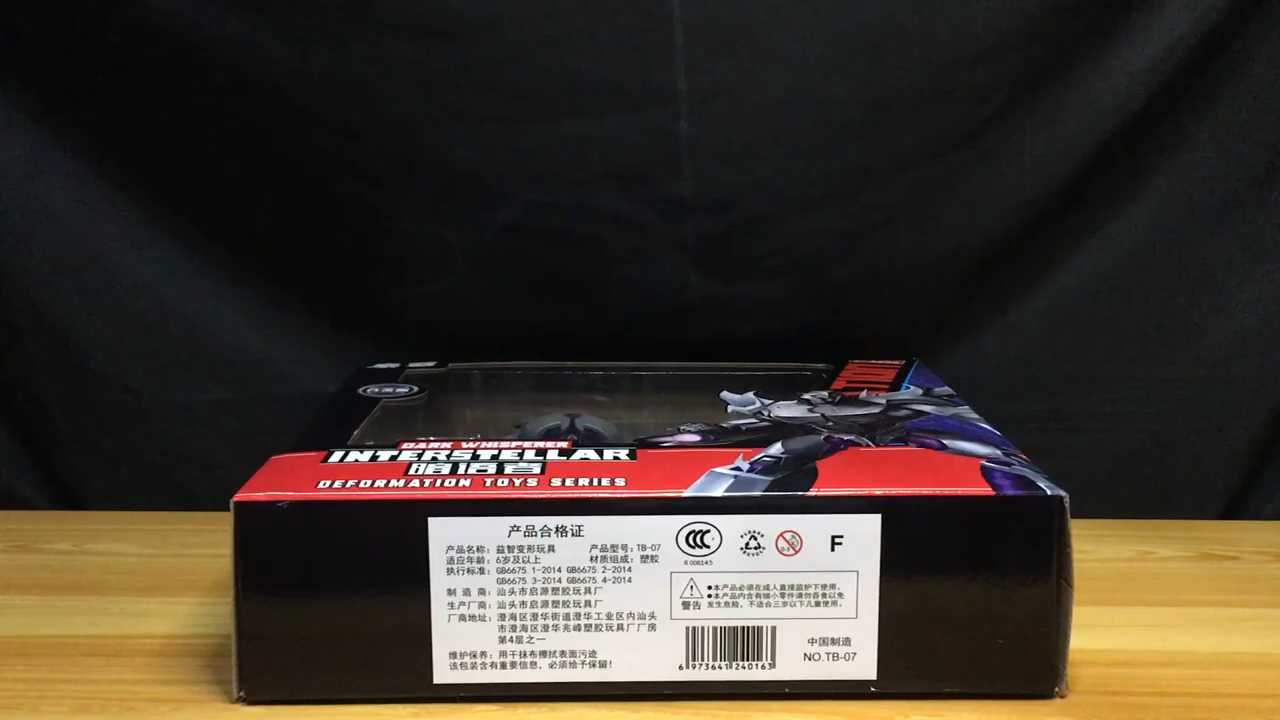 DARK WHISPERER
INTERSTELLAR
暗语者
DEFORMATION TOYS SERIES
产品合格证
产品名称：益智变形玩具 产品型号：TB-07
适应年龄：6岁及以上 材质组成：塑胶
执行标准：GB6675.1-2014 GB6675.2-2014
GB6675.3-2014 GB6675.4-2014
制 造 商：汕头市启源塑胶玩具厂
生产厂商：汕头市启源塑胶玩具厂
厂商地址：澄海区澄华街道澄华工业区内汕头
市澄海区澄华兆峰塑胶玩具厂厂房
第4层之一
维护保养：用干抹布擦拭表面污迹
该包装含有重要信息，必须给予保留！
CCC
R006145
PLEASE RECYCLE
0-3
F
警告
●本产品必须在成人直接监护下使用。
●本产品内含有细小零件请勿吞食以免
发生危险，不适合三岁以下儿童使用。
6 973641 240163
中国制造
NO.TB-07